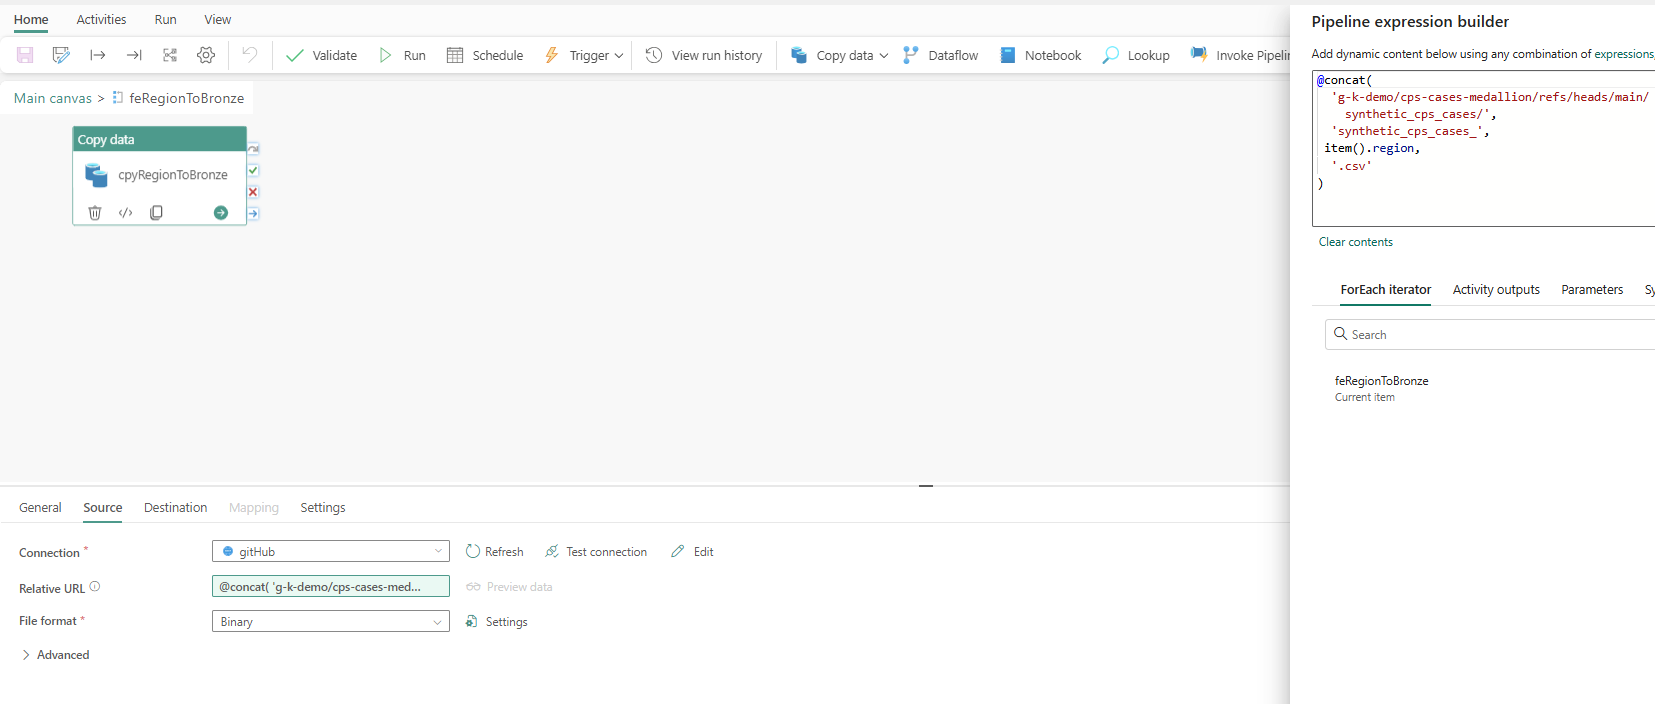 Home Activities Run View
Validate Run Schedule Trigger View run history Copy data Dataflow Notebook Lookup Invoke Pipelin
Main canvas > feRegionToBronze
Copy data
cpyRegionToBronze
General Source Destination Mapping Settings
Connection * gitHub Refresh Test connection Edit
Relative URL @concat( 'g-k-demo/cps-cases-med... Preview data
File format * Binary Settings
Advanced
Pipeline expression builder
Add dynamic content below using any combination of expressions,
@concat(
'g-k-demo/cps-cases-medallion/refs/heads/main/
synthetic_cps_cases/',
'synthetic_cps_cases_',
item().region,
'.csv'
)
Clear contents
ForEach iterator Activity outputs Parameters Sy
Search
feRegionToBronze
Current item